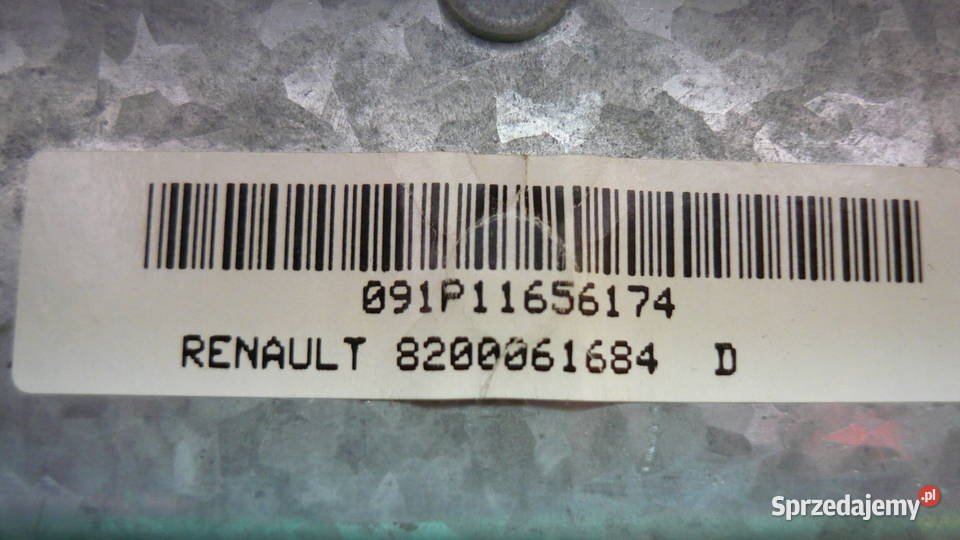 091P11656174
RENAULT 8200061684 D
Sprzedajemy.pl